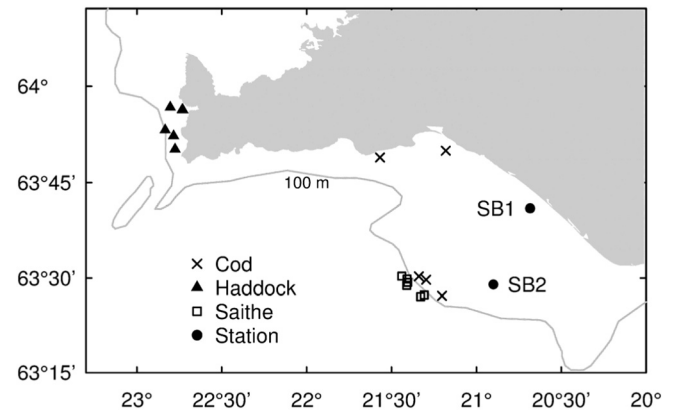 64°
63°45’
100 m
SB1
Cod
63°30’
SB2
Haddock
Saithe
Station
63°15’
23° 22°30’ 22° 21°30’ 21° 20°30’ 20°